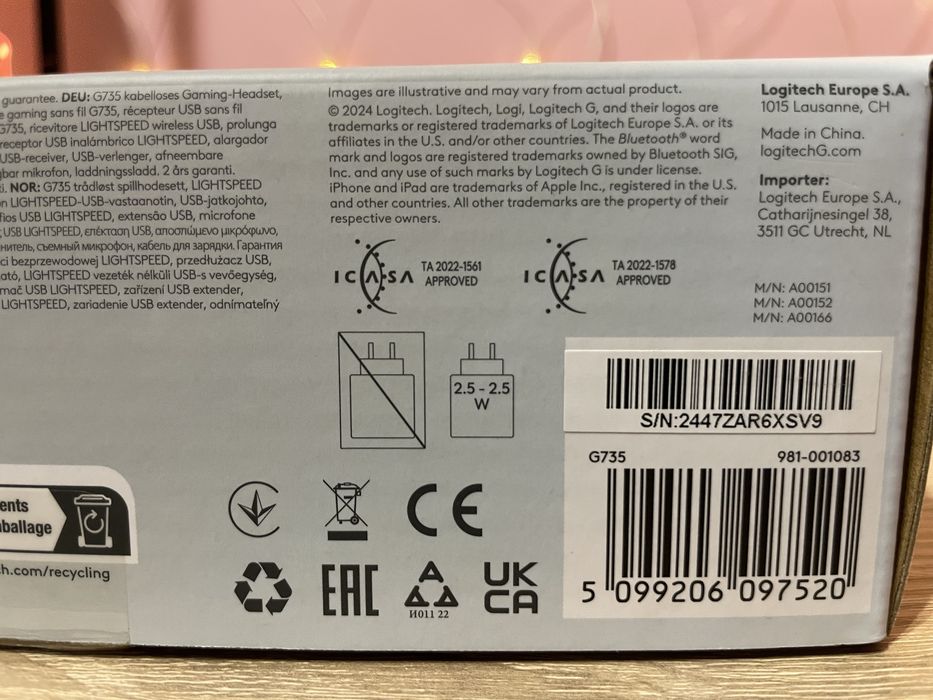 guarantee. DEU: G735 kabelloses Gaming-Headset,
gaming sans fil G735, récepteur USB sans fil
G735, ricevitore LIGHTSPEED wireless USB, prolunga
receptor USB inalámbrico LIGHTSPEED, alargador
USB-receiver, USB-verlenger, afneembare
mikrofon, laddningssladd. 2 års garanti.
NOR: G735 trådløst spillhodesett, LIGHTSPEED
LIGHTSPEED-USB-vastaanotin, USB-jatkojohto,
fios USB LIGHTSPEED, extensão USB, microfone
USB LIGHTSPEED, επέκταση USB, αποσπώμενο μικρόφωνο,
съемный микрофон, кабель для зарядки. Гарантия
bezprzewodowej LIGHTSPEED, przedłużacz USB,
LIGHTSPEED vezeték nélküli USB-s vevőegység,
USB LIGHTSPEED, zařízení USB extender,
LIGHTSPEED, zariadenie USB extender, odnímateľný
Images are illustrative and may vary from actual product.
© 2024 Logitech. Logitech, Logi, Logitech G, and their logos are
trademarks or registered trademarks of Logitech Europe S.A. or its
affiliates in the U.S. and/or other countries. The Bluetooth® word
mark and logos are registered trademarks owned by Bluetooth SIG,
Inc. and any use of such marks by Logitech G is under license.
iPhone and iPad are trademarks of Apple Inc., registered in the U.S.
and other countries. All other trademarks are the property of their
respective owners.
Logitech Europe S.A.
1015 Lausanne, CH
Made in China.
logitechG.com
Importer:
Logitech Europe S.A.,
Catharijnesingel 38,
3511 GC Utrecht, NL
ICASA
TA 2022-1561
APPROVED
ICASA
TA 2022-1578
APPROVED
M/N: A00151
M/N: A00152
M/N: A00166
2.5 - 2.5
W
S/N:2447ZAR6XSV9
G735 981-001083
5 099206 097520
CE
EAC
И011 22
UK
CA
ents
ballage
h.com/recycling